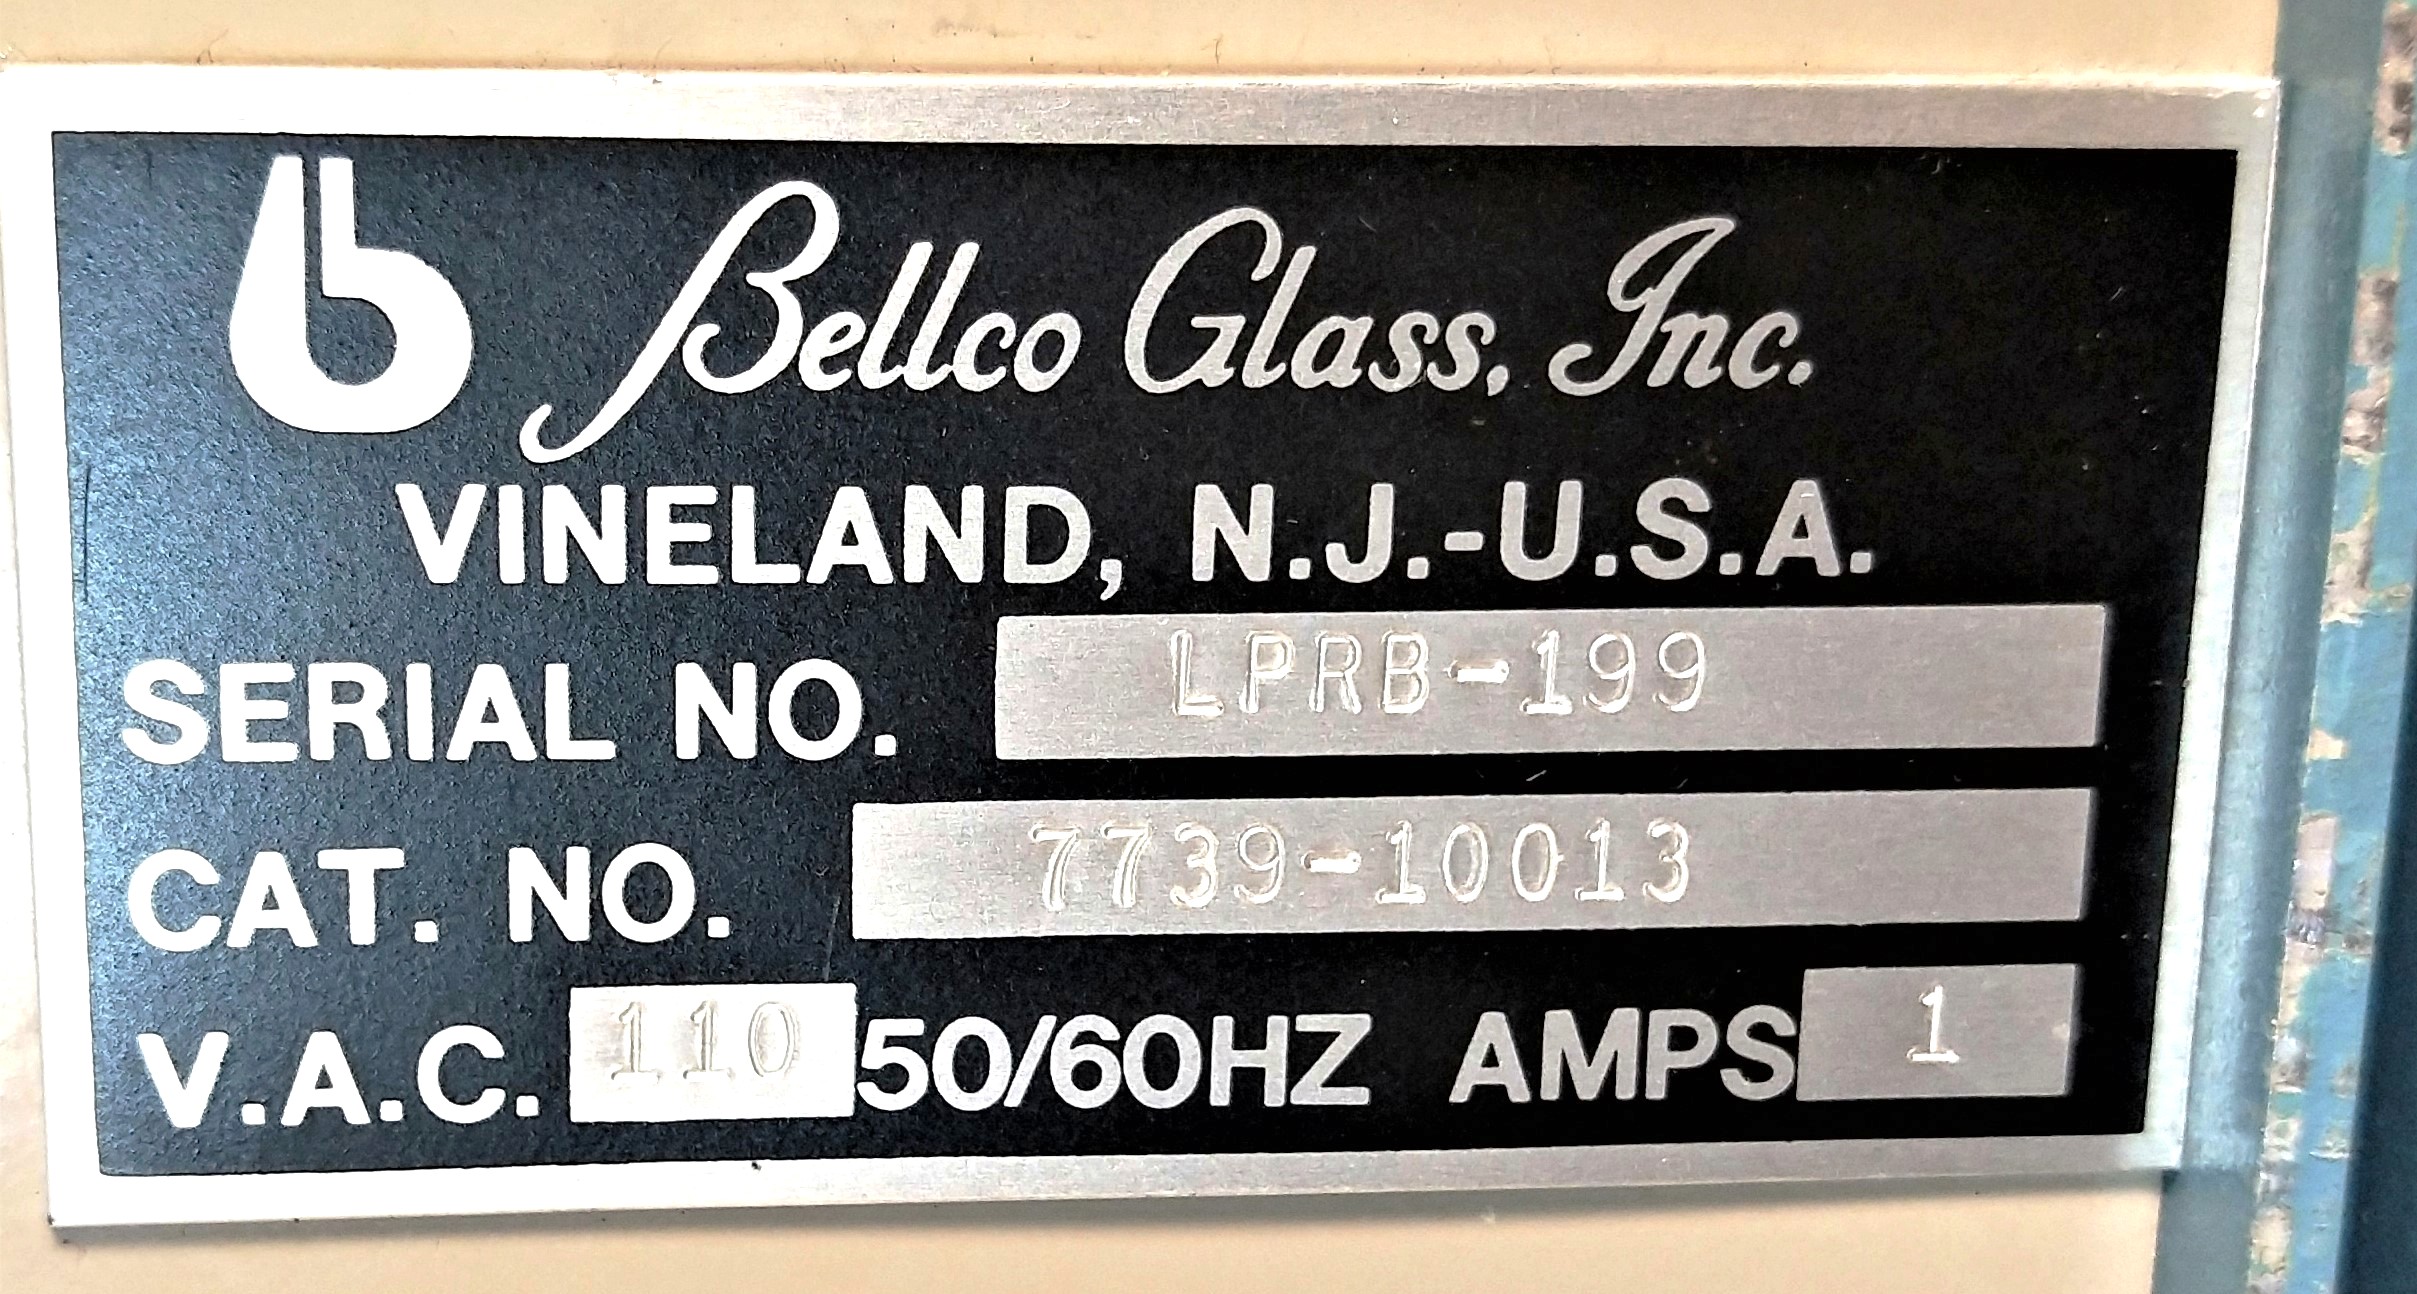 b Bellco Glass, Inc.
VINELAND, N.J.-U.S.A.
SERIAL NO. LPRB-199
CAT. NO. 7739-10013
V.A.C. 110 50/60HZ AMPS 1